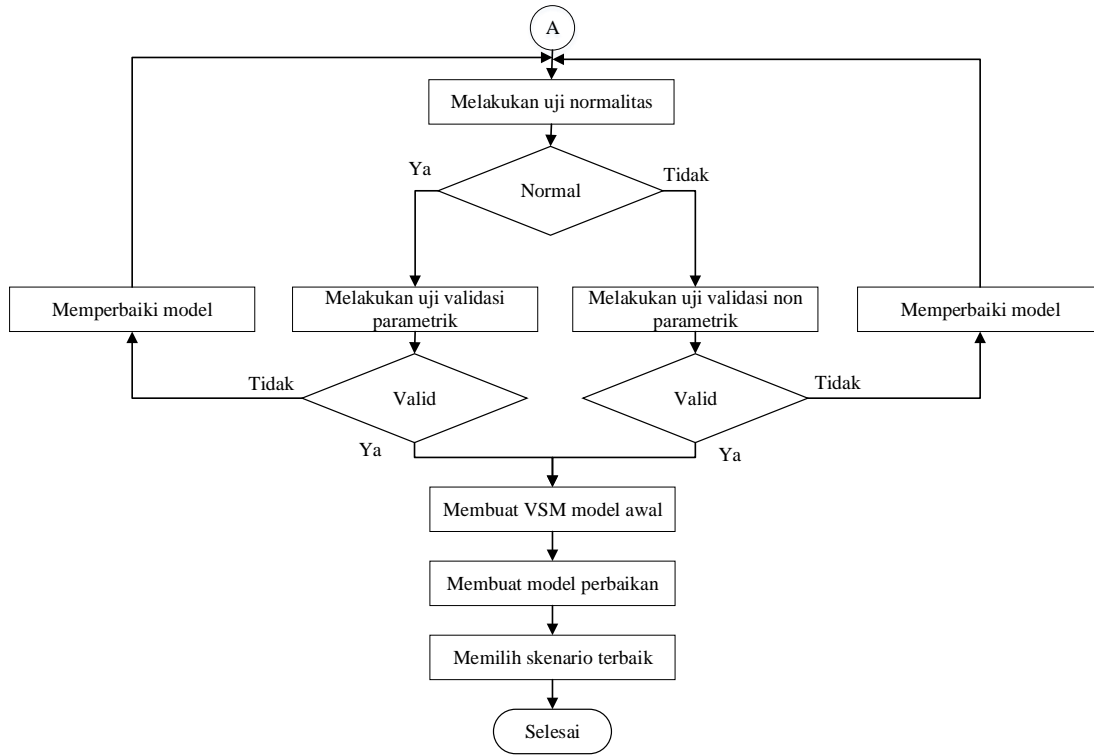 A
Melakukan uji normalitas
Ya
Tidak
Normal
Memperbaiki model
Melakukan uji validasi
parametrik
Melakukan uji validasi non
parametrik
Memperbaiki model
Tidak
Valid
Valid
Tidak
Ya
Ya
Membuat VSM model awal
Membuat model perbaikan
Memilih skenario terbaik
Selesai